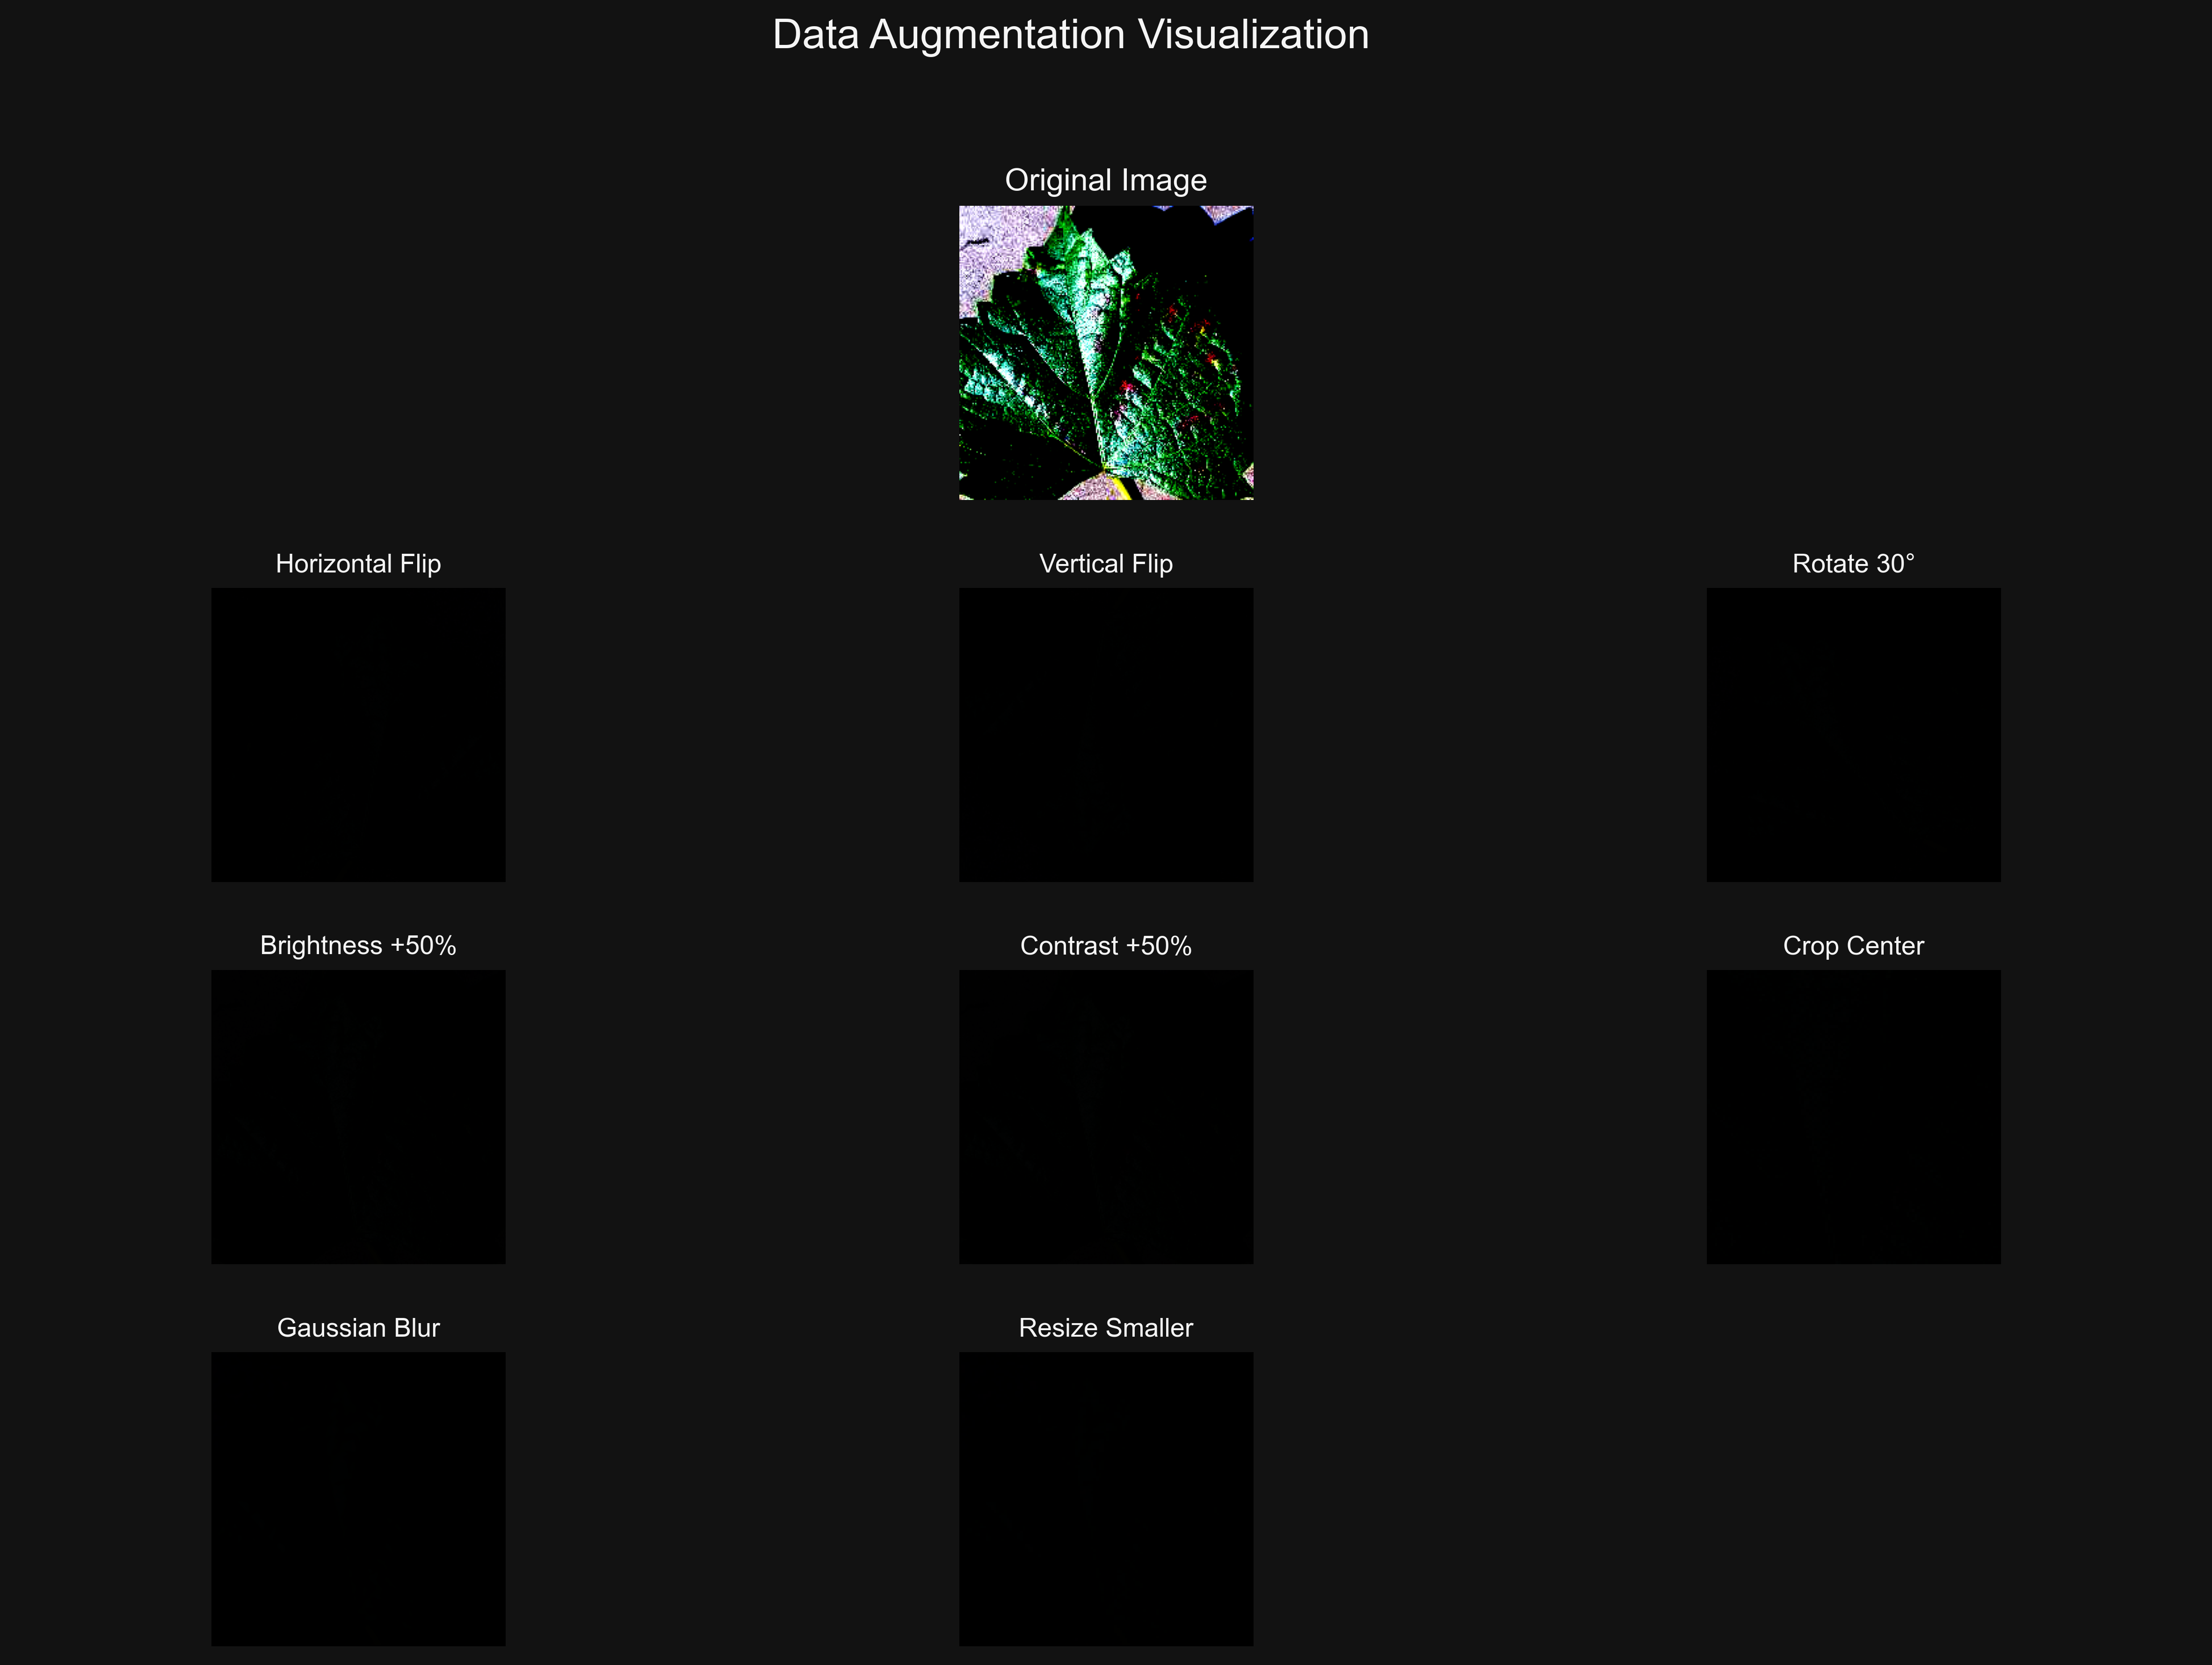 Data Augmentation Visualization
Original Image
Horizontal Flip
Vertical Flip
Rotate 30°
Brightness +50%
Contrast +50%
Crop Center
Gaussian Blur
Resize Smaller